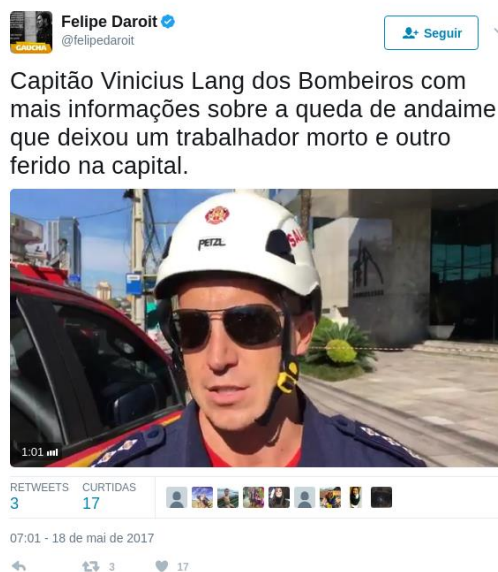 Felipe Daroit
GAÚCHA
@felipedaroit
Seguir
Capitão Vinicius Lang dos Bombeiros com
mais informações sobre a queda de andaime
que deixou um trabalhador morto e outro
ferido na capital.
PETZL
1:01
RETWEETS CURTIDAS
3 17
07:01 - 18 de mai de 2017
3 17